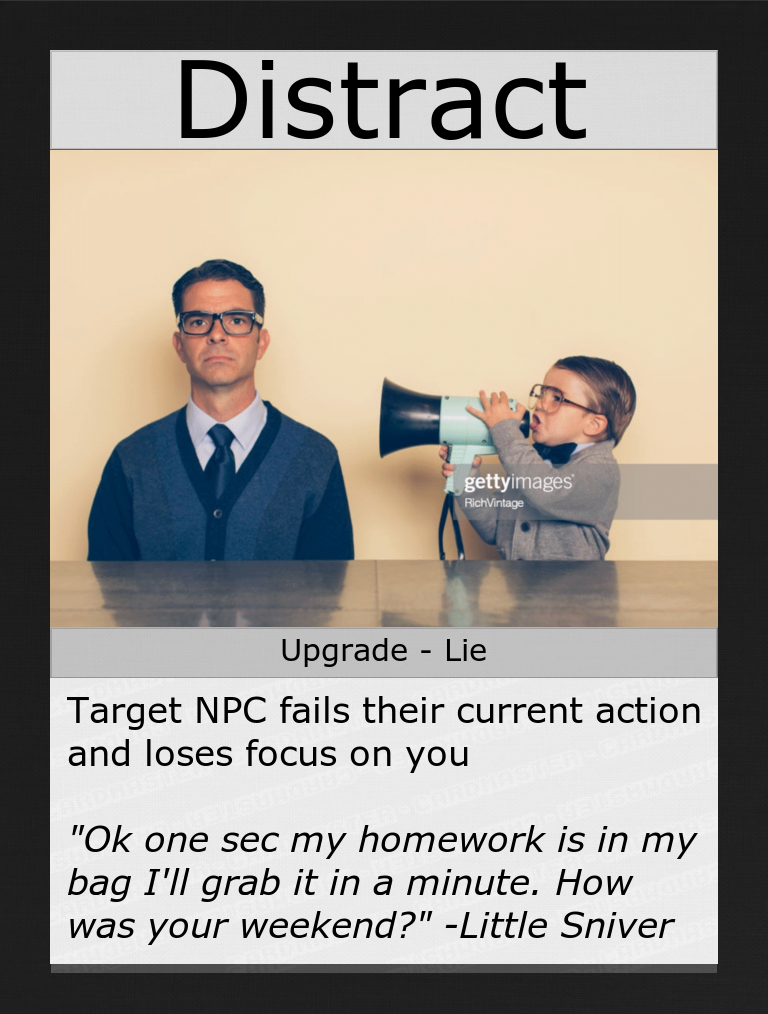 Distract
gettyimages®
RichVintage
Upgrade - Lie
Target NPC fails their current action
and loses focus on you
"Ok one sec my homework is in my
bag I'll grab it in a minute. How
was your weekend?" -Little Sniver